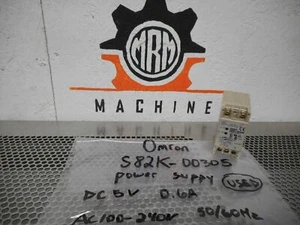 MRM
MACHINE
Omron
S82K-00305
power supply
USED
DC 5V 0.6A
AC100-240V 50/60Hz